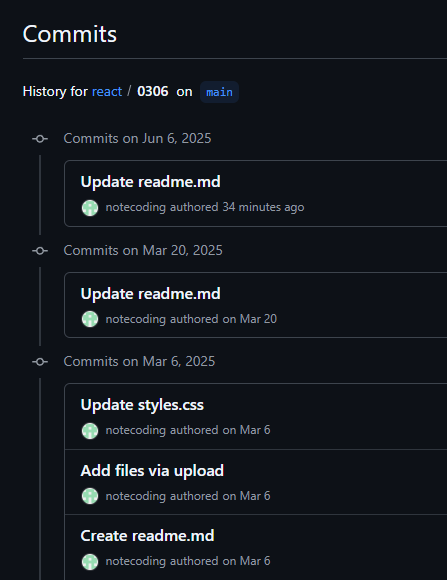 Commits
History for react / 0306 on main
Commits on Jun 6, 2025
Update readme.md
notecoding authored 34 minutes ago
Commits on Mar 20, 2025
Update readme.md
notecoding authored on Mar 20
Commits on Mar 6, 2025
Update styles.css
notecoding authored on Mar 6
Add files via upload
notecoding authored on Mar 6
Create readme.md
notecoding authored on Mar 6